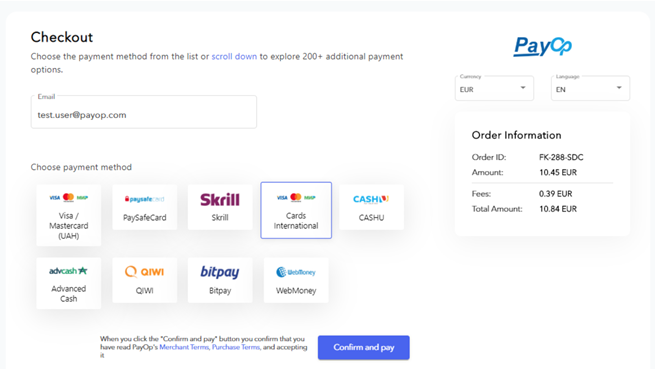 Checkout
Choose the payment method from the list or scroll down to explore 200+ additional payment
options.
Email
test.user@payop.com
PayOp
Currency
EUR
Language
EN
Order Information
Order ID: FK-288-SDC
Amount: 10.45 EUR
Fees: 0.39 EUR
Total Amount: 10.84 EUR
Choose payment method
VISA
Visa /
Mastercard
(UAH)
paysafecard
PaySafeCard
Skrill
Skrill
VISA
Cards
International
CASHU
CASHU
advcash
Advanced
Cash
QIWI
QIWI
bitpay
Bitpay
WebMoney
WebMoney
When you click the "Confirm and pay" button you confirm that you
have read PayOp's Merchant Terms, Purchase Terms, and accepting
it
Confirm and pay